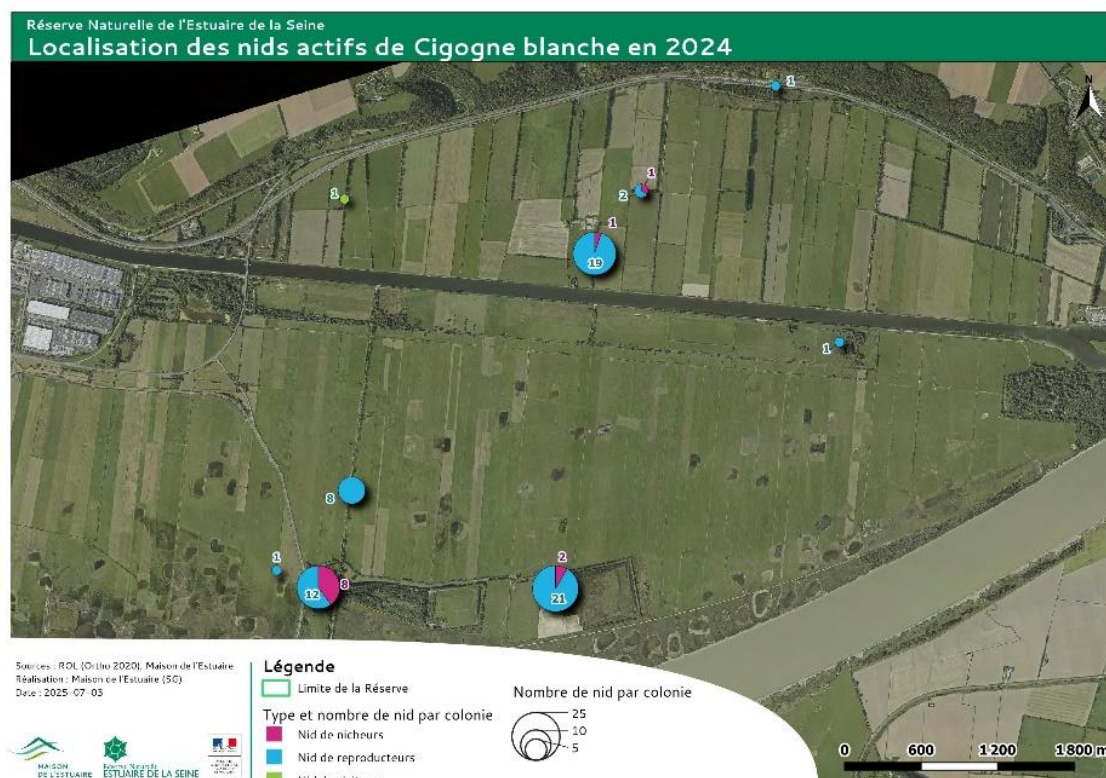 Réserve Naturelle de l'Estuaire de la Seine
Localisation des nids actifs de Cigogne blanche en 2024
N
1
1
1
2
1
19
1
8
1
12
8
2
21
Sources : ROL (Ortho 2020), Maison de l'Estuaire
Réalisation : Maison de l'Estuaire (SG)
Date : 2025-07-03
Légende
Limite de la Réserve
Type et nombre de nid par colonie
Nid de nicheurs
Nid de reproducteurs
Nombre de nid par colonie
25
10
5
0 600 1 200 1 800 m
MAISON
DE L'ESTUAIRE
Réserve Naturelle
ESTUAIRE DE LA SEINE